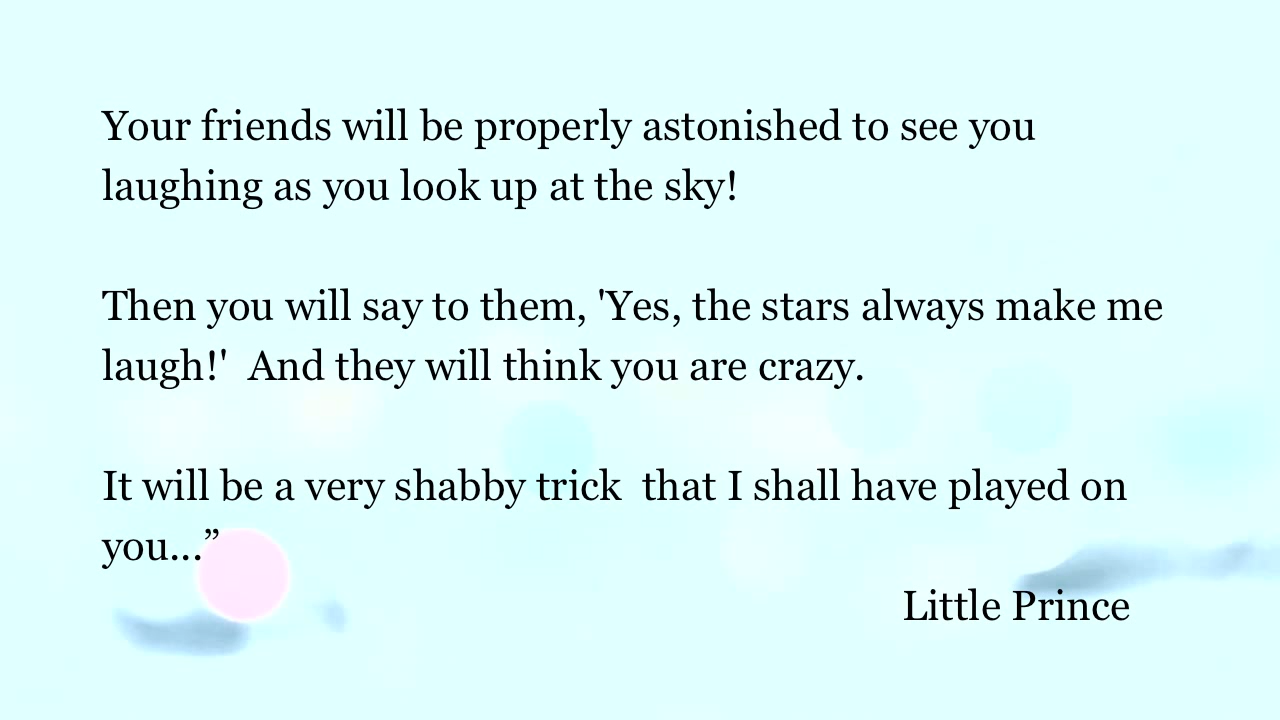 Your friends will be properly astonished to see you
laughing as you look up at the sky!
Then you will say to them, 'Yes, the stars always make me
laugh!'  And they will think you are crazy.
It will be a very shabby trick  that I shall have played on
you...”
Little Prince